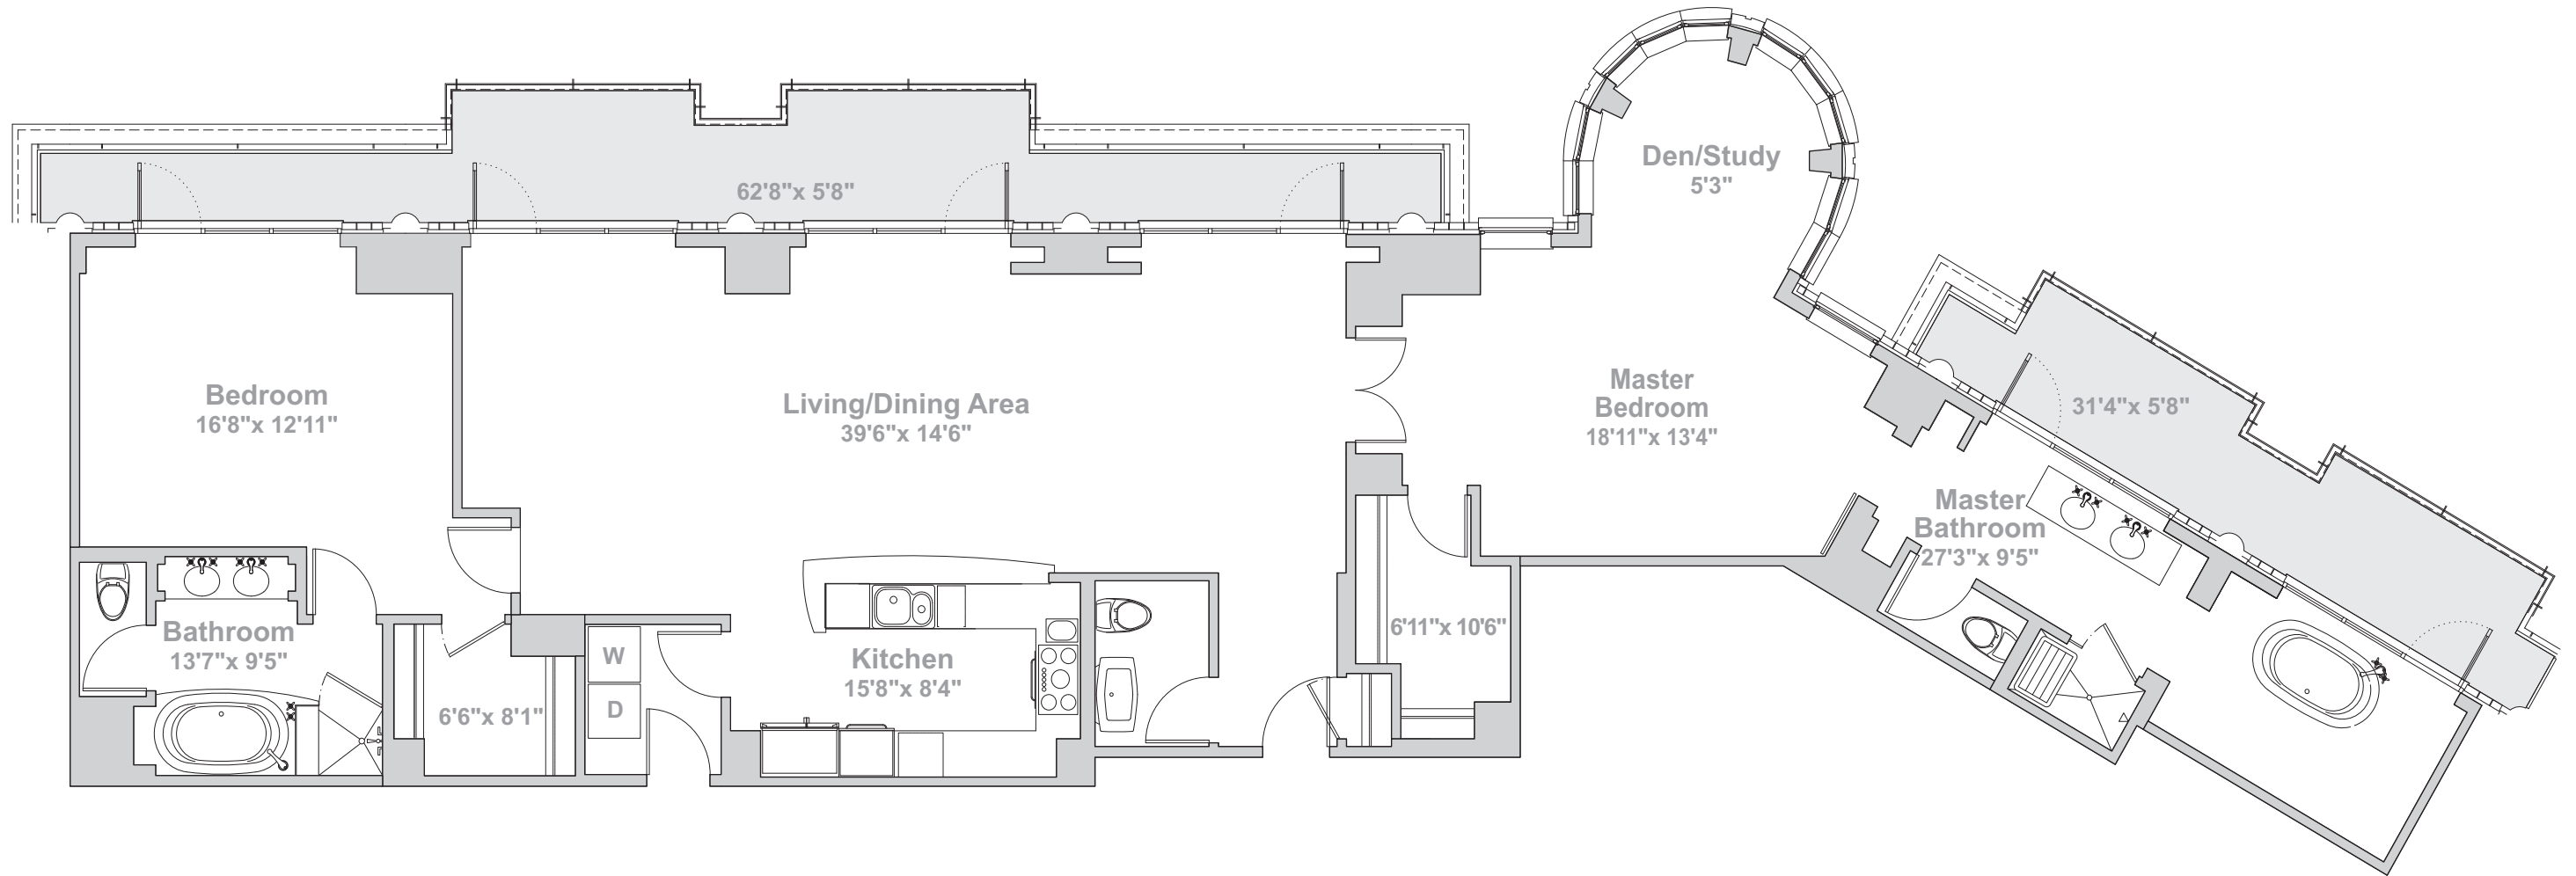 62'8"x 5'8"
Den/Study
5'3"
Bedroom
16'8"x 12'11"
Living/Dining Area
39'6"x 14'6"
Master
Bedroom
18'11"x 13'4"
31'4"x 5'8"
Master
Bathroom
27'3"x 9'5"
Bathroom
13'7"x 9'5"
6'6"x 8'1"
W
D
Kitchen
15'8"x 8'4"
6'11"x 10'6"